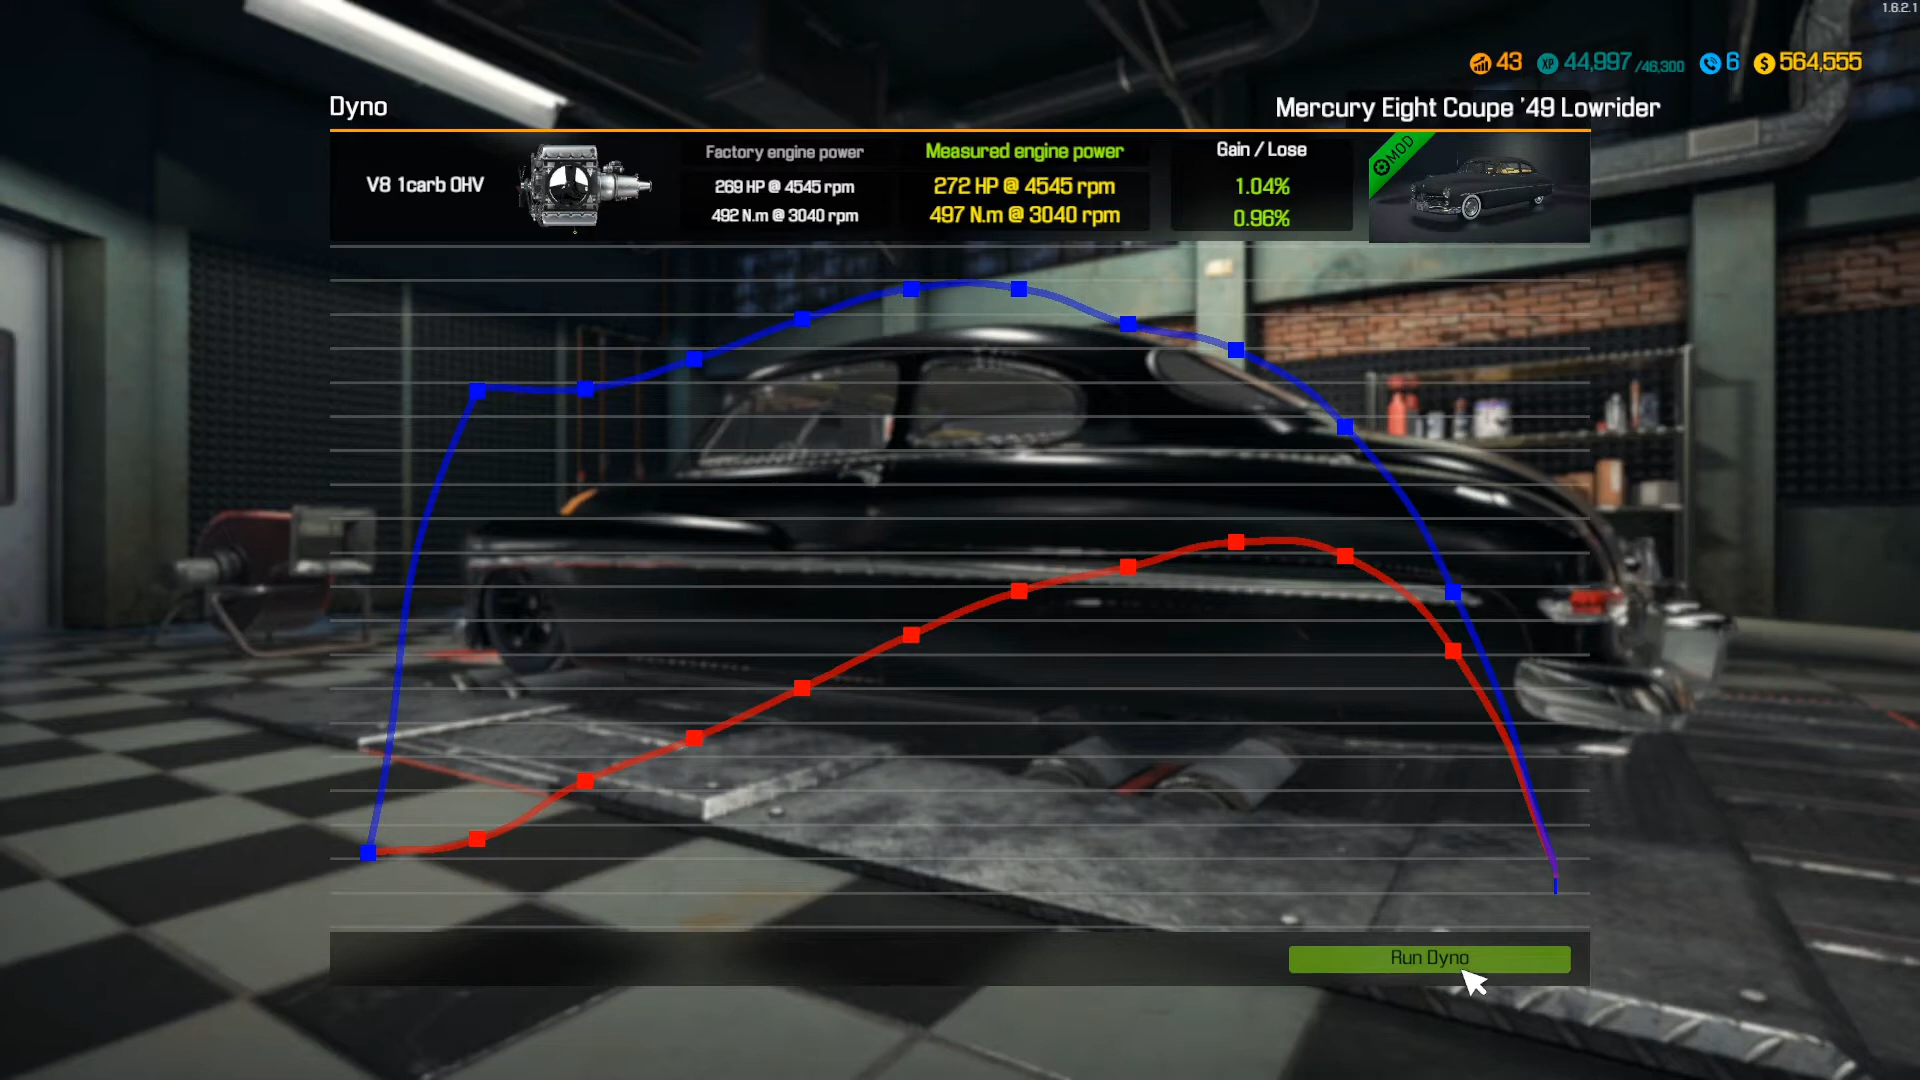 1.6.2.1
43 XP 44,997/46,300 6 $ 564,555
Dyno
Mercury Eight Coupe '49 Lowrider
V8 1carb OHV
Factory engine power
269 HP @ 4545 rpm
492 N.m @ 3040 rpm
Measured engine power
272 HP @ 4545 rpm
497 N.m @ 3040 rpm
Gain / Lose
1.04%
0.96%
MOD
Run Dyno